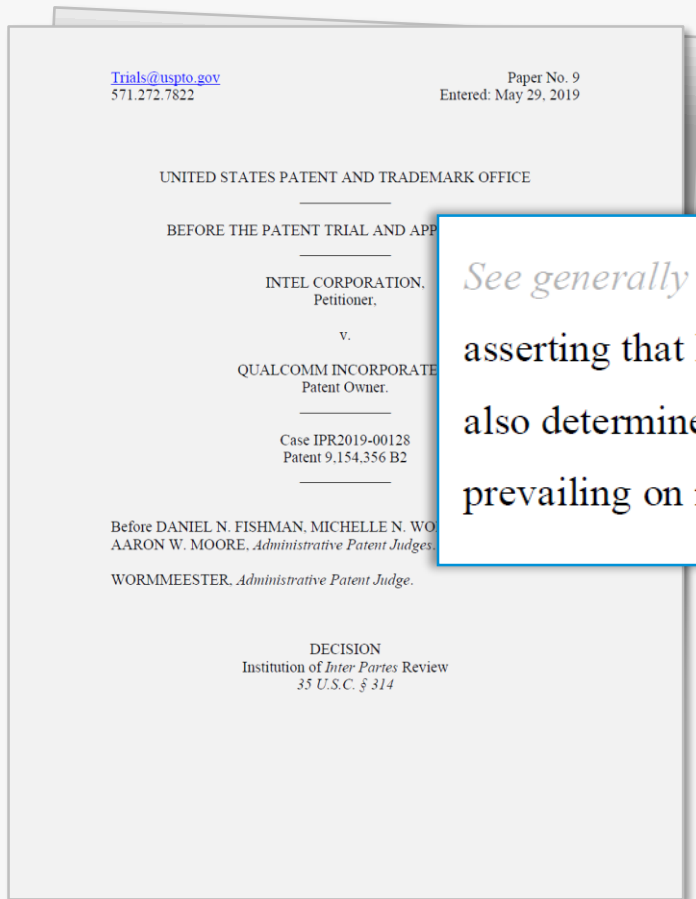 Trials@uspto.gov Paper No. 9
571.272.7822 Entered: May 29, 2019
UNITED STATES PATENT AND TRADEMARK OFFICE
BEFORE THE PATENT TRIAL AND APP
INTEL CORPORATION,
Petitioner,
v.
QUALCOMM INCORPORATE
Patent Owner.
Case IPR2019-00128
Patent 9,154,356 B2
Before DANIEL N. FISHMAN, MICHELLE N. WO
AARON W. MOORE, Administrative Patent Judges.
WORMMEESTER, Administrative Patent Judge.
DECISION
Institution of Inter Partes Review
35 U.S.C. § 314
See generally
asserting that
also determine
prevailing on